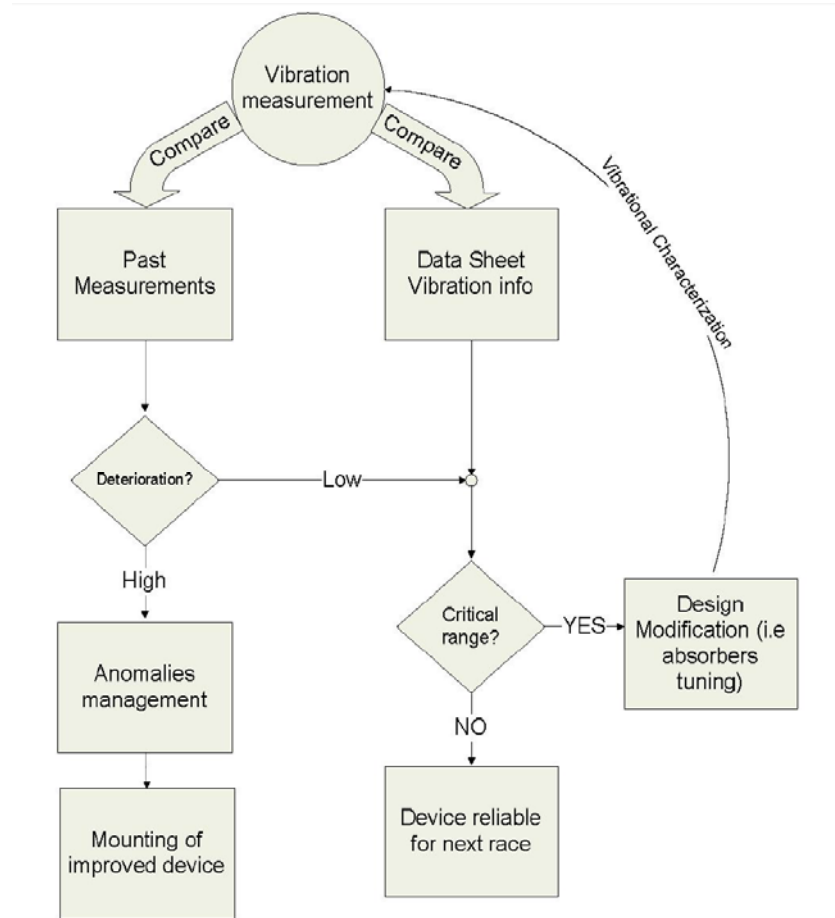 Vibration
measurement
Compare
Compare
Past
Measurements
Data Sheet
Vibration info
Vibrational Characterization
Deterioration?
Low
High
Critical
range?
YES
Design
Modification (i.e
absorbers
tuning)
Anomalies
management
NO
Mounting of
improved device
Device reliable
for next race